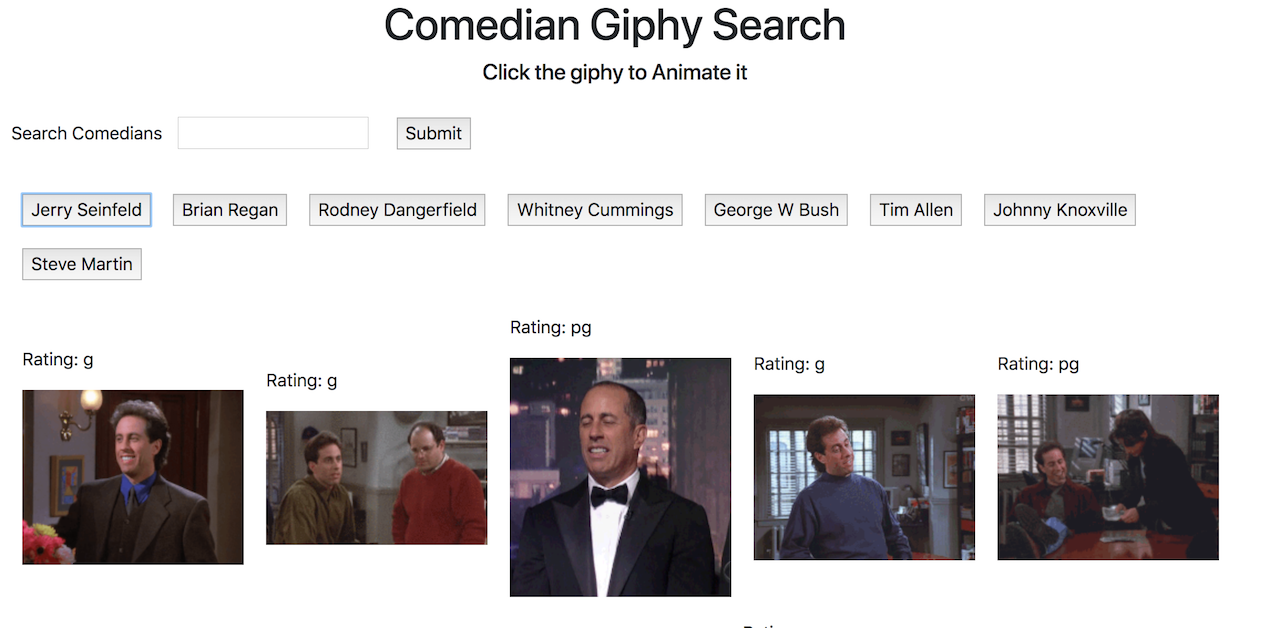 Comedian Giphy Search
Click the giphy to Animate it
Search Comedians Submit
Jerry Seinfeld Brian Regan Rodney Dangerfield Whitney Cummings George W Bush Tim Allen Johnny Knoxville
Steve Martin
Rating: pg
Rating: g
Rating: g
Rating: g
Rating: pg